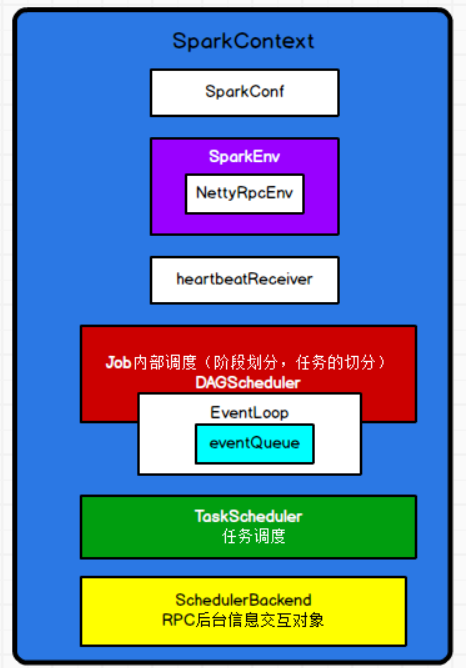 SparkContext
SparkConf
SparkEnv
NettyRpcEnv
heartbeatReceiver
Job内部调度（阶段划分，任务的切分）
DAGScheduler
EventLoop
eventQueue
TaskScheduler
任务调度
SchedulerBackend
RPC后台信息交互对象